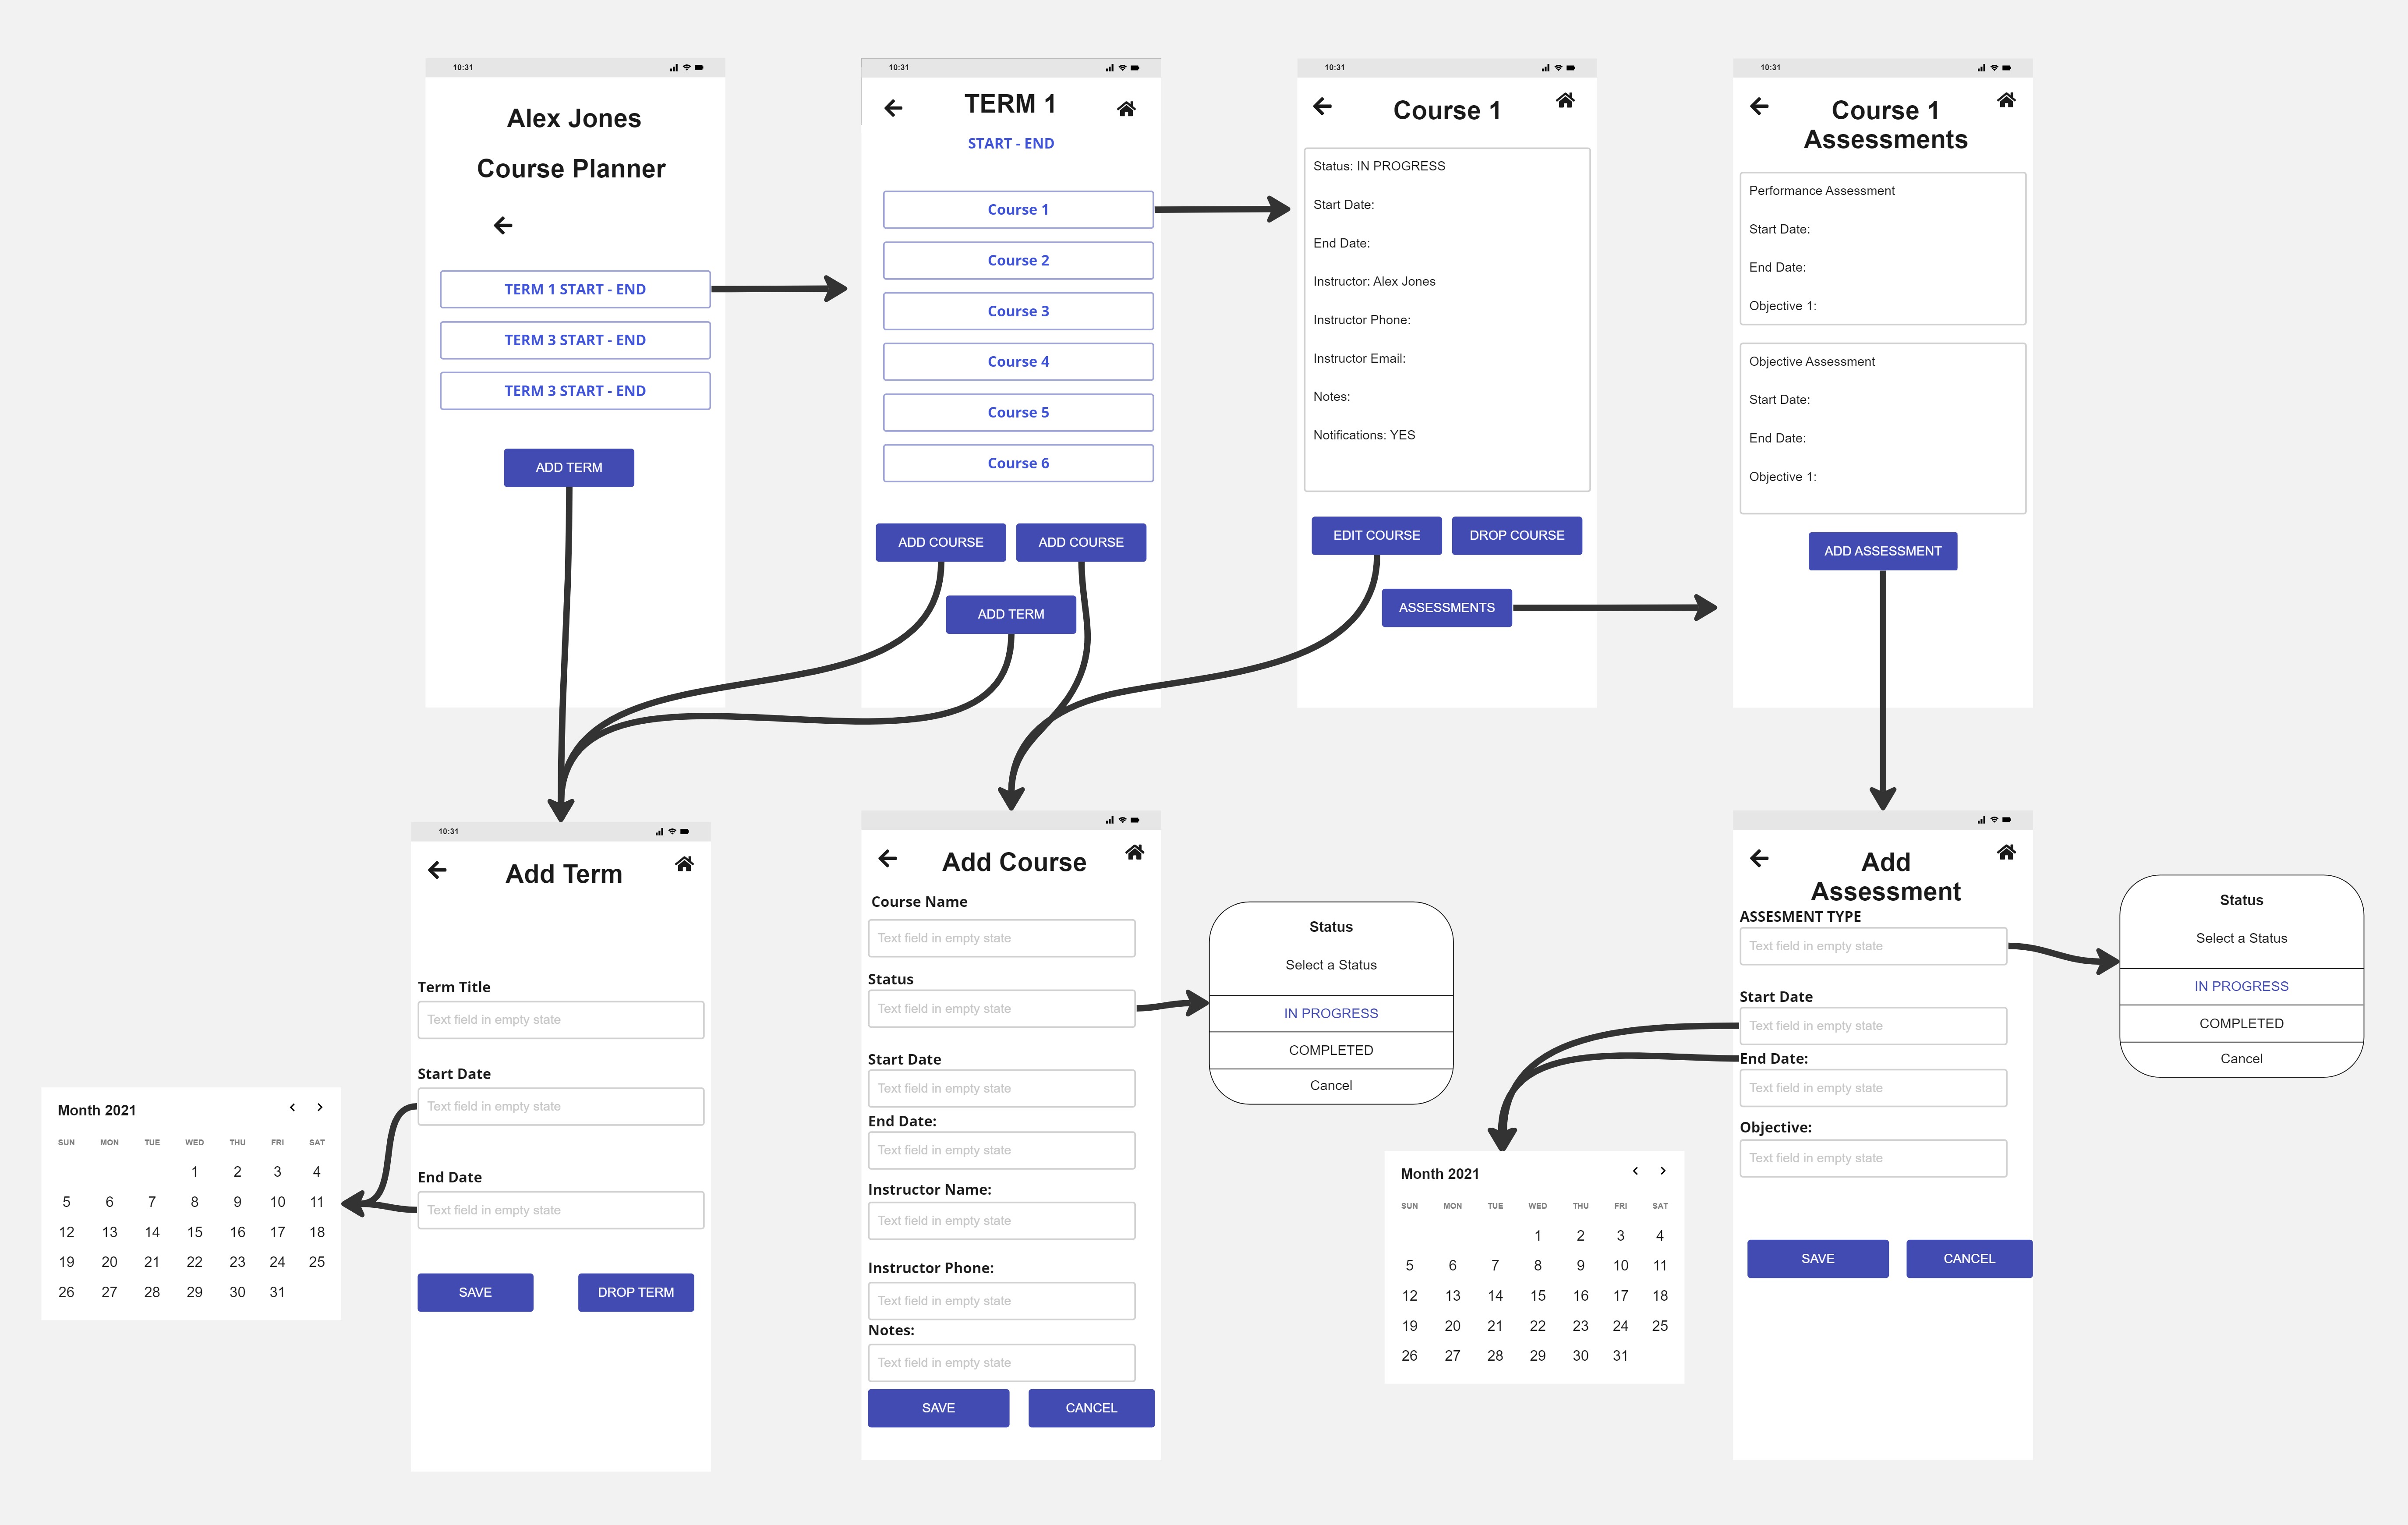 10:31
Alex Jones
Course Planner
TERM 1 START - END
TERM 3 START - END
TERM 3 START - END
ADD TERM
10:31
TERM 1
START - END
Course 1
Course 2
Course 3
Course 4
Course 5
Course 6
ADD COURSE
ADD COURSE
ADD TERM
10:31
Course 1
Status: IN PROGRESS
Start Date:
End Date:
Instructor: Alex Jones
Instructor Phone:
Instructor Email:
Notes:
Notifications: YES
EDIT COURSE
DROP COURSE
ASSESSMENTS
10:31
Course 1
Assessments
Performance Assessment
Start Date:
End Date:
Objective 1:
Objective Assessment
Start Date:
End Date:
Objective 1:
ADD ASSESSMENT
Month 2021
SUN MON TUE WED THU FRI SAT
1 2 3 4
5 6 7 8 9 10 11
12 13 14 15 16 17 18
19 20 21 22 23 24 25
26 27 28 29 30 31
10:31
Add Term
Term Title
Text field in empty state
Start Date
Text field in empty state
End Date
Text field in empty state
SAVE
DROP TERM
Add Course
Course Name
Text field in empty state
Status
Text field in empty state
Start Date
Text field in empty state
End Date:
Text field in empty state
Instructor Name:
Text field in empty state
Instructor Phone:
Text field in empty state
Notes:
Text field in empty state
SAVE
CANCEL
Status
Select a Status
IN PROGRESS
COMPLETED
Cancel
Month 2021
SUN MON TUE WED THU FRI SAT
1 2 3 4
5 6 7 8 9 10 11
12 13 14 15 16 17 18
19 20 21 22 23 24 25
26 27 28 29 30 31
Add
Assessment
ASSESMENT TYPE
Text field in empty state
Start Date
Text field in empty state
End Date:
Text field in empty state
Objective:
Text field in empty state
SAVE
CANCEL
Status
Select a Status
IN PROGRESS
COMPLETED
Cancel